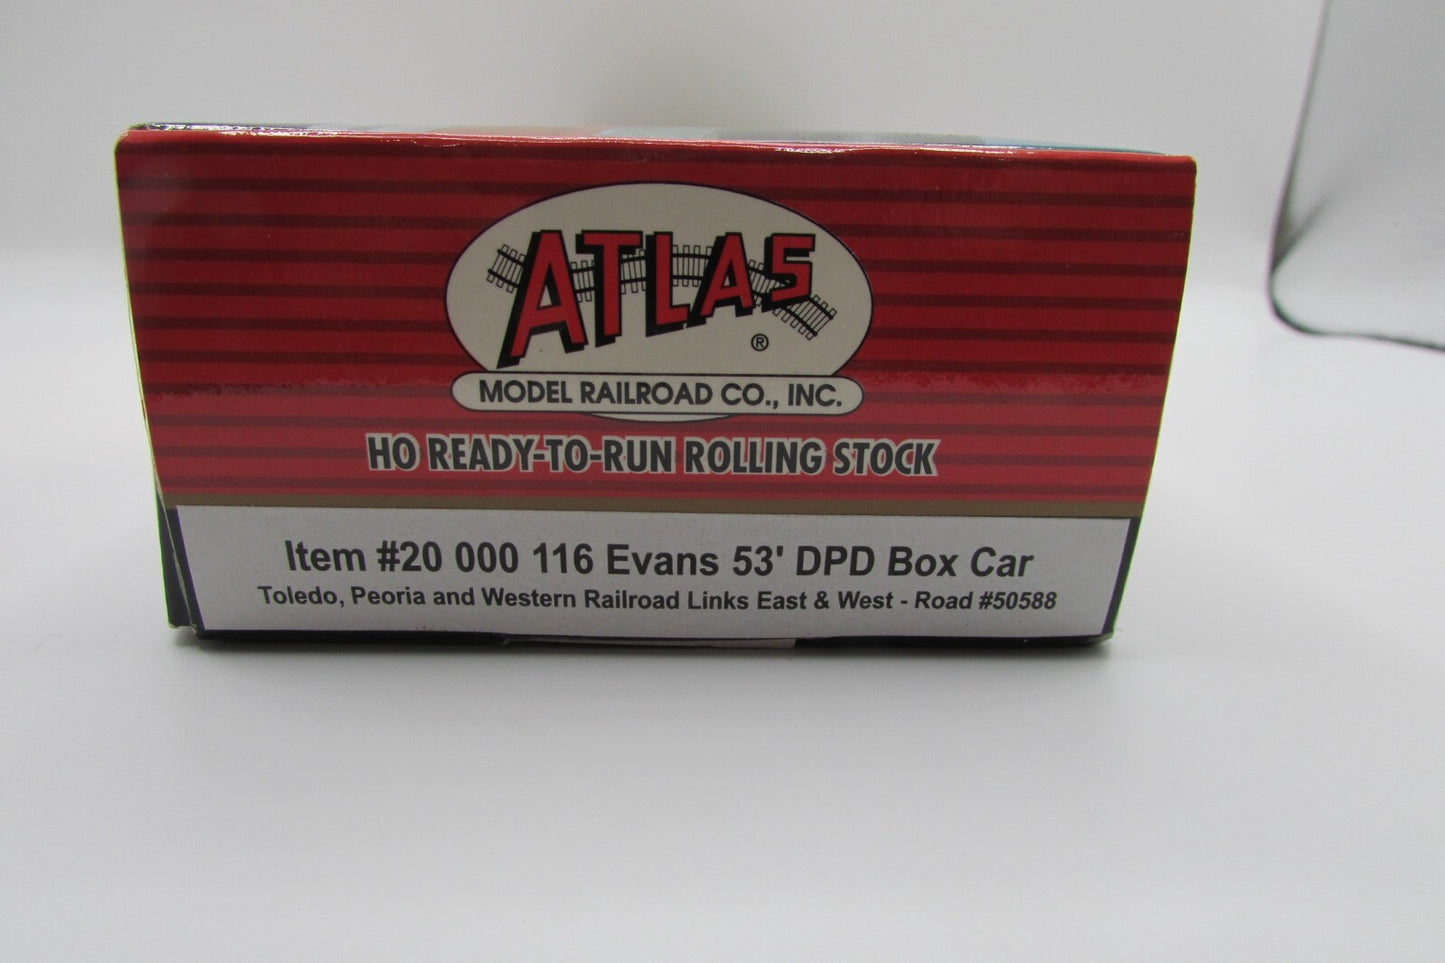 ATLAS
®
MODEL RAILROAD CO., INC.
HO READY-TO-RUN ROLLING STOCK
Item #20 000 116 Evans 53' DPD Box Car
Toledo, Peoria and Western Railroad Links East & West - Road #50588